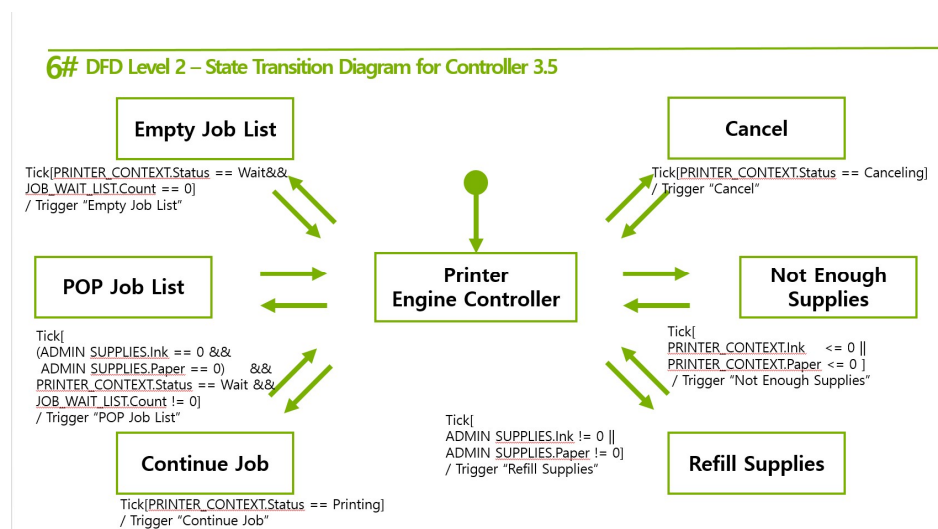 6# DFD Level 2 – State Transition Diagram for Controller 3.5
Empty Job List
Tick[PRINTER_CONTEXT.Status == Wait&&
JOB_WAIT_LIST.Count == 0]
/ Trigger “Empty Job List”
Cancel
Tick[PRINTER_CONTEXT.Status == Canceling]
/ Trigger “Cancel”
POP Job List
Tick[
(ADMIN SUPPLIES.Ink == 0 &&
ADMIN SUPPLIES.Paper == 0) &&
PRINTER_CONTEXT.Status == Wait &&
JOB_WAIT_LIST.Count != 0]
/ Trigger “POP Job List”
Printer
Engine Controller
Not Enough
Supplies
Tick[
PRINTER_CONTEXT.Ink <= 0 ||
PRINTER_CONTEXT.Paper <= 0 ]
/ Trigger “Not Enough Supplies”
Continue Job
Tick[PRINTER_CONTEXT.Status == Printing]
/ Trigger “Continue Job”
Tick[
ADMIN SUPPLIES.Ink != 0 ||
ADMIN SUPPLIES.Paper != 0]
/ Trigger “Refill Supplies”
Refill Supplies